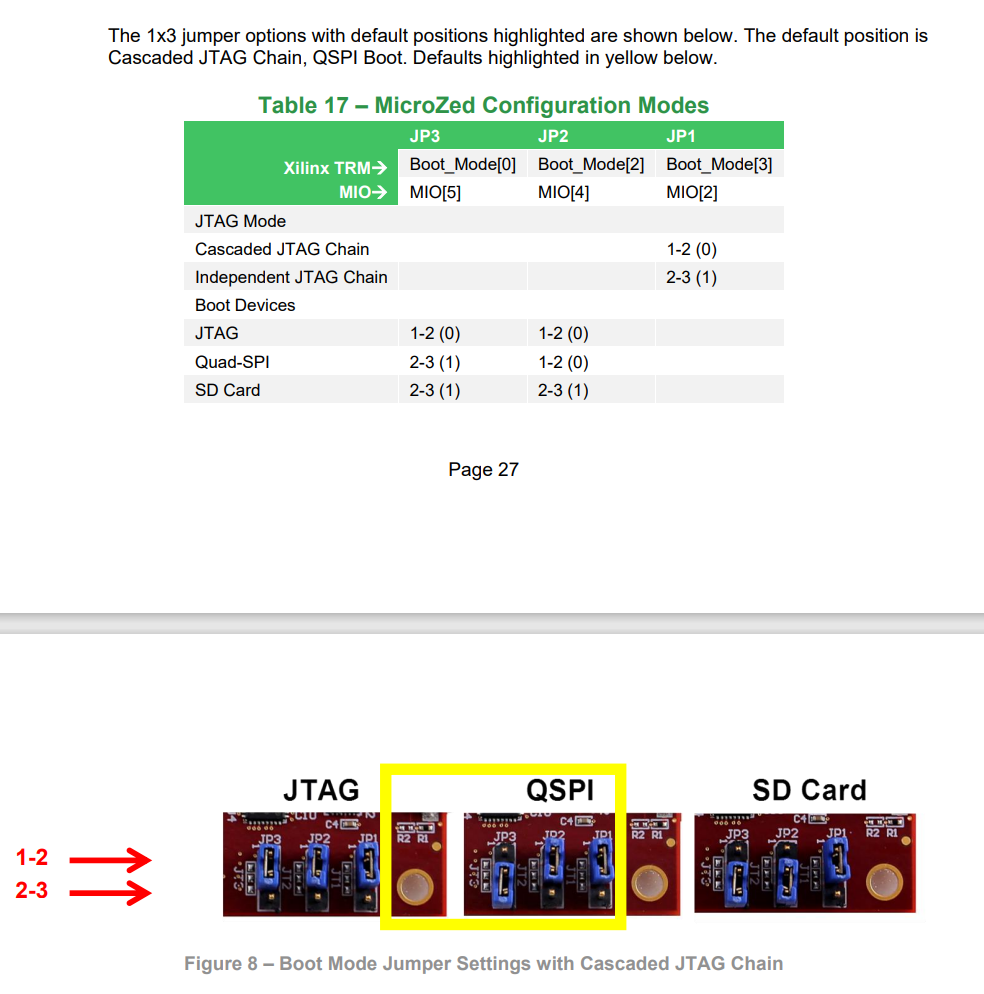 The 1x3 jumper options with default positions highlighted are shown below. The default position is
Cascaded JTAG Chain, QSPI Boot. Defaults highlighted in yellow below.
Table 17 – MicroZed Configuration Modes
JP3 JP2 JP1
Xilinx TRM→ Boot_Mode[0] Boot_Mode[2] Boot_Mode[3]
MIO→ MIO[5] MIO[4] MIO[2]
JTAG Mode
Cascaded JTAG Chain 1-2 (0)
Independent JTAG Chain 2-3 (1)
Boot Devices
JTAG 1-2 (0) 1-2 (0)
Quad-SPI 2-3 (1) 1-2 (0)
SD Card 2-3 (1) 2-3 (1)
Page 27
JTAG QSPI SD Card
C4 C4 C4
JP3 JP2 JP1 R2 R1 JP3 JP2 JP1 R2 R1 JP3 JP2 JP1 R2 R1
1-2
2-3
Figure 8 – Boot Mode Jumper Settings with Cascaded JTAG Chain